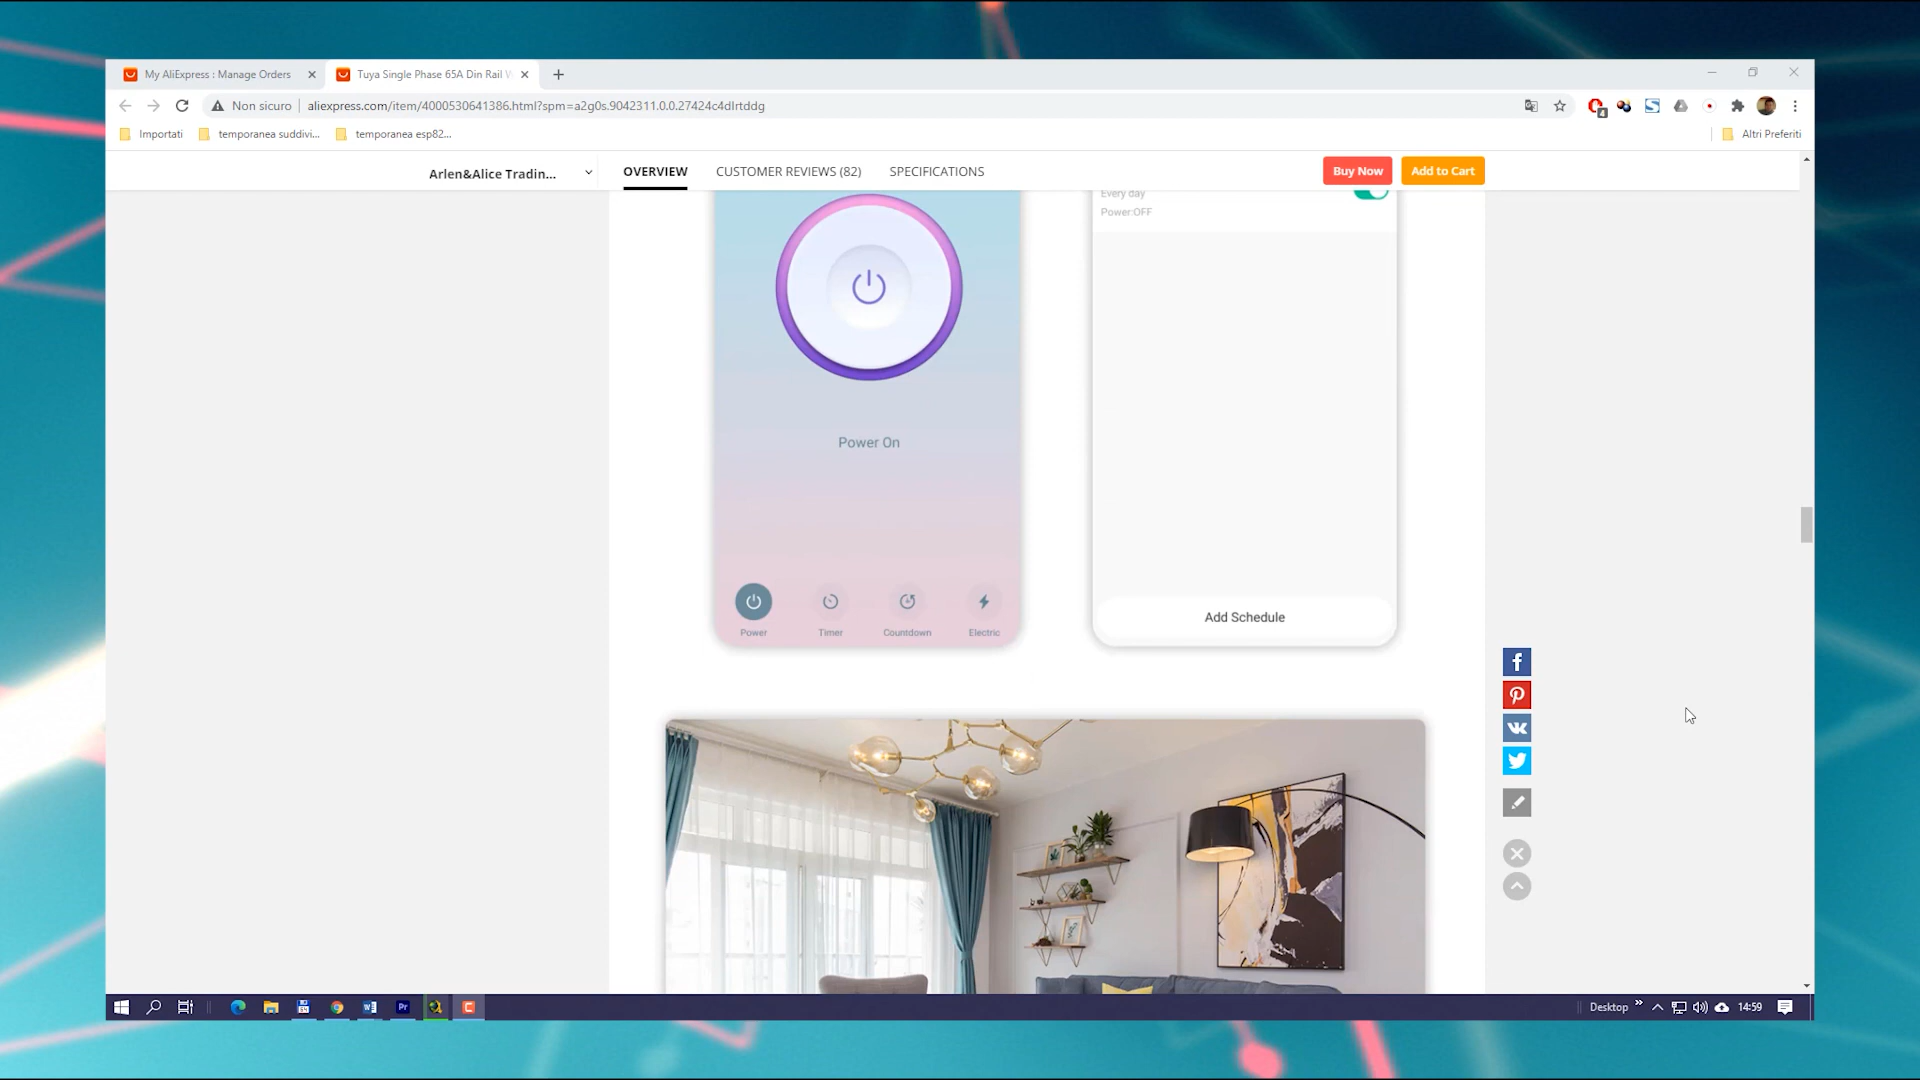 My AliExpress : Manage Orders
Tuya Single Phase 65A Din Rail W
Non sicuro
aliexpress.com/item/4000530641386.html?spm=a2g0s.9042311.0.0.27424c4dIrtddg
4
Importati
temporanea suddivi...
temporanea esp82...
Altri Preferiti
Arlen&Alice Tradin...
OVERVIEW
CUSTOMER REVIEWS (82)
SPECIFICATIONS
Buy Now
Add to Cart
Every day
Power:OFF
Power On
Power
Timer
Countdown
Electric
Add Schedule
Desktop
14:59